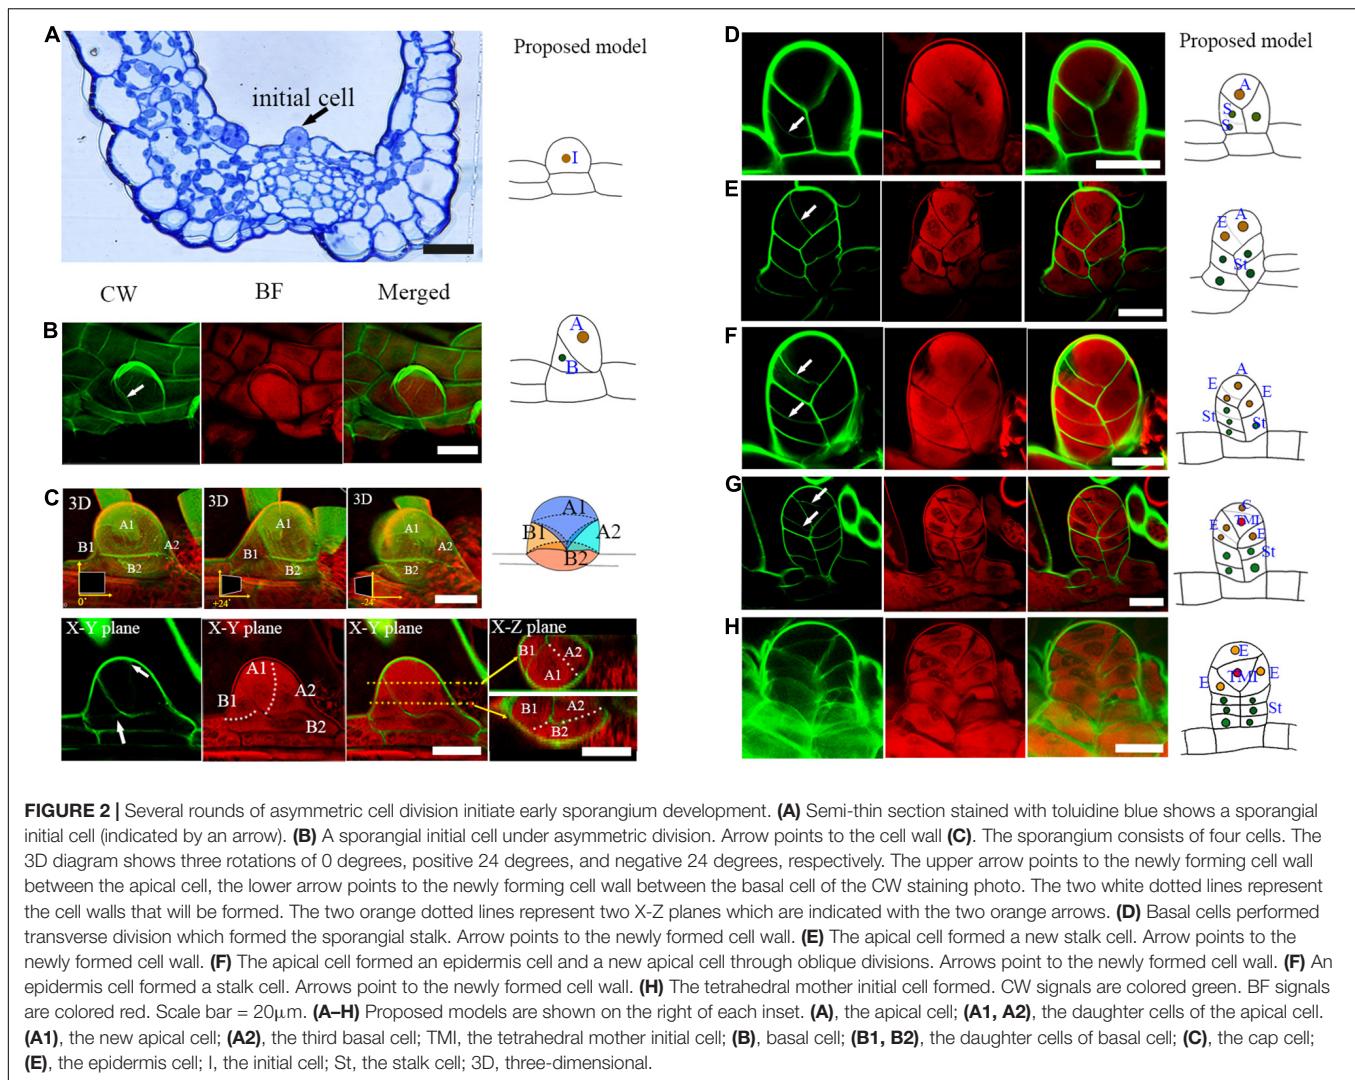 A
initial cell
Proposed model
I
CW
BF
Merged
B
A
B
C
3D
A1
B1
A2
B2
0°
3D
A1
B1
B2
+24°
3D
A1
A2
B2
-24°
A1
B1
A2
B2
X-Y plane
X-Y plane
A1
B1
A2
B2
X-Y plane
X-Z plane
B1
A2
A1
B1
A2
B2
D
Proposed model
A
S
S
E
A
E
St
F
A
E
E
St
St
G
C
TMI
E
E
St
H
E
TMI
E
E
St
FIGURE 2 | Several rounds of asymmetric cell division initiate early sporangium development. (A) Semi-thin section stained with toluidine blue shows a sporangial
initial cell (indicated by an arrow). (B) A sporangial initial cell under asymmetric division. Arrow points to the cell wall (C). The sporangium consists of four cells. The
3D diagram shows three rotations of 0 degrees, positive 24 degrees, and negative 24 degrees, respectively. The upper arrow points to the newly forming cell wall
between the apical cell, the lower arrow points to the newly forming cell wall between the basal cell of the CW staining photo. The two white dotted lines represent
the cell walls that will be formed. The two orange dotted lines represent two X-Z planes which are indicated with the two orange arrows. (D) Basal cells performed
transverse division which formed the sporangial stalk. Arrow points to the newly formed cell wall. (E) The apical cell formed a new stalk cell. Arrow points to the
newly formed cell wall. (F) The apical cell formed an epidermis cell and a new apical cell through oblique divisions. Arrows point to the newly formed cell wall. (F) An
epidermis cell formed a stalk cell. Arrows point to the newly formed cell wall. (H) The tetrahedral mother initial cell formed. CW signals are colored green. BF signals
are colored red. Scale bar = 20μm. (A–H) Proposed models are shown on the right of each inset. (A), the apical cell; (A1, A2), the daughter cells of the apical cell.
(A1), the new apical cell; (A2), the third basal cell; TMI, the tetrahedral mother initial cell; (B), basal cell; (B1, B2), the daughter cells of basal cell; (C), the cap cell;
(E), the epidermis cell; I, the initial cell; St, the stalk cell; 3D, three-dimensional.